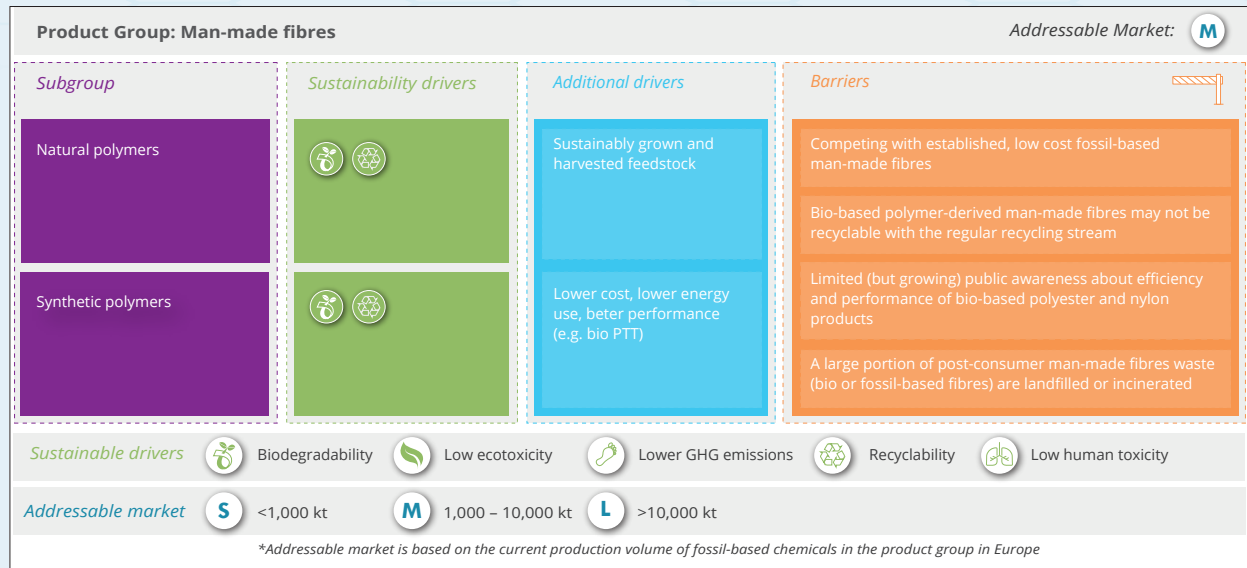 Product Group: Man-made fibres
Addressable Market: M
Subgroup
Sustainability drivers
Additional drivers
Barriers
Natural polymers
Sustainably grown and
harvested feedstock
Competing with established, low cost fossil-based
man-made fibres
Bio-based polymer-derived man-made fibres may not be
recyclable with the regular recycling stream
Synthetic polymers
Lower cost, lower energy
use, beter performance
(e.g. bio PTT)
Limited (but growing) public awareness about efficiency
and performance of bio-based polyester and nylon
products
A large portion of post-consumer man-made fibres waste
(bio or fossil-based fibres) are landfilled or incinerated
Sustainable drivers Biodegradability Low ecotoxicity Lower GHG emissions Recyclability Low human toxicity
Addressable market S <1,000 kt M 1,000 – 10,000 kt L >10,000 kt
*Addressable market is based on the current production volume of fossil-based chemicals in the product group in Europe